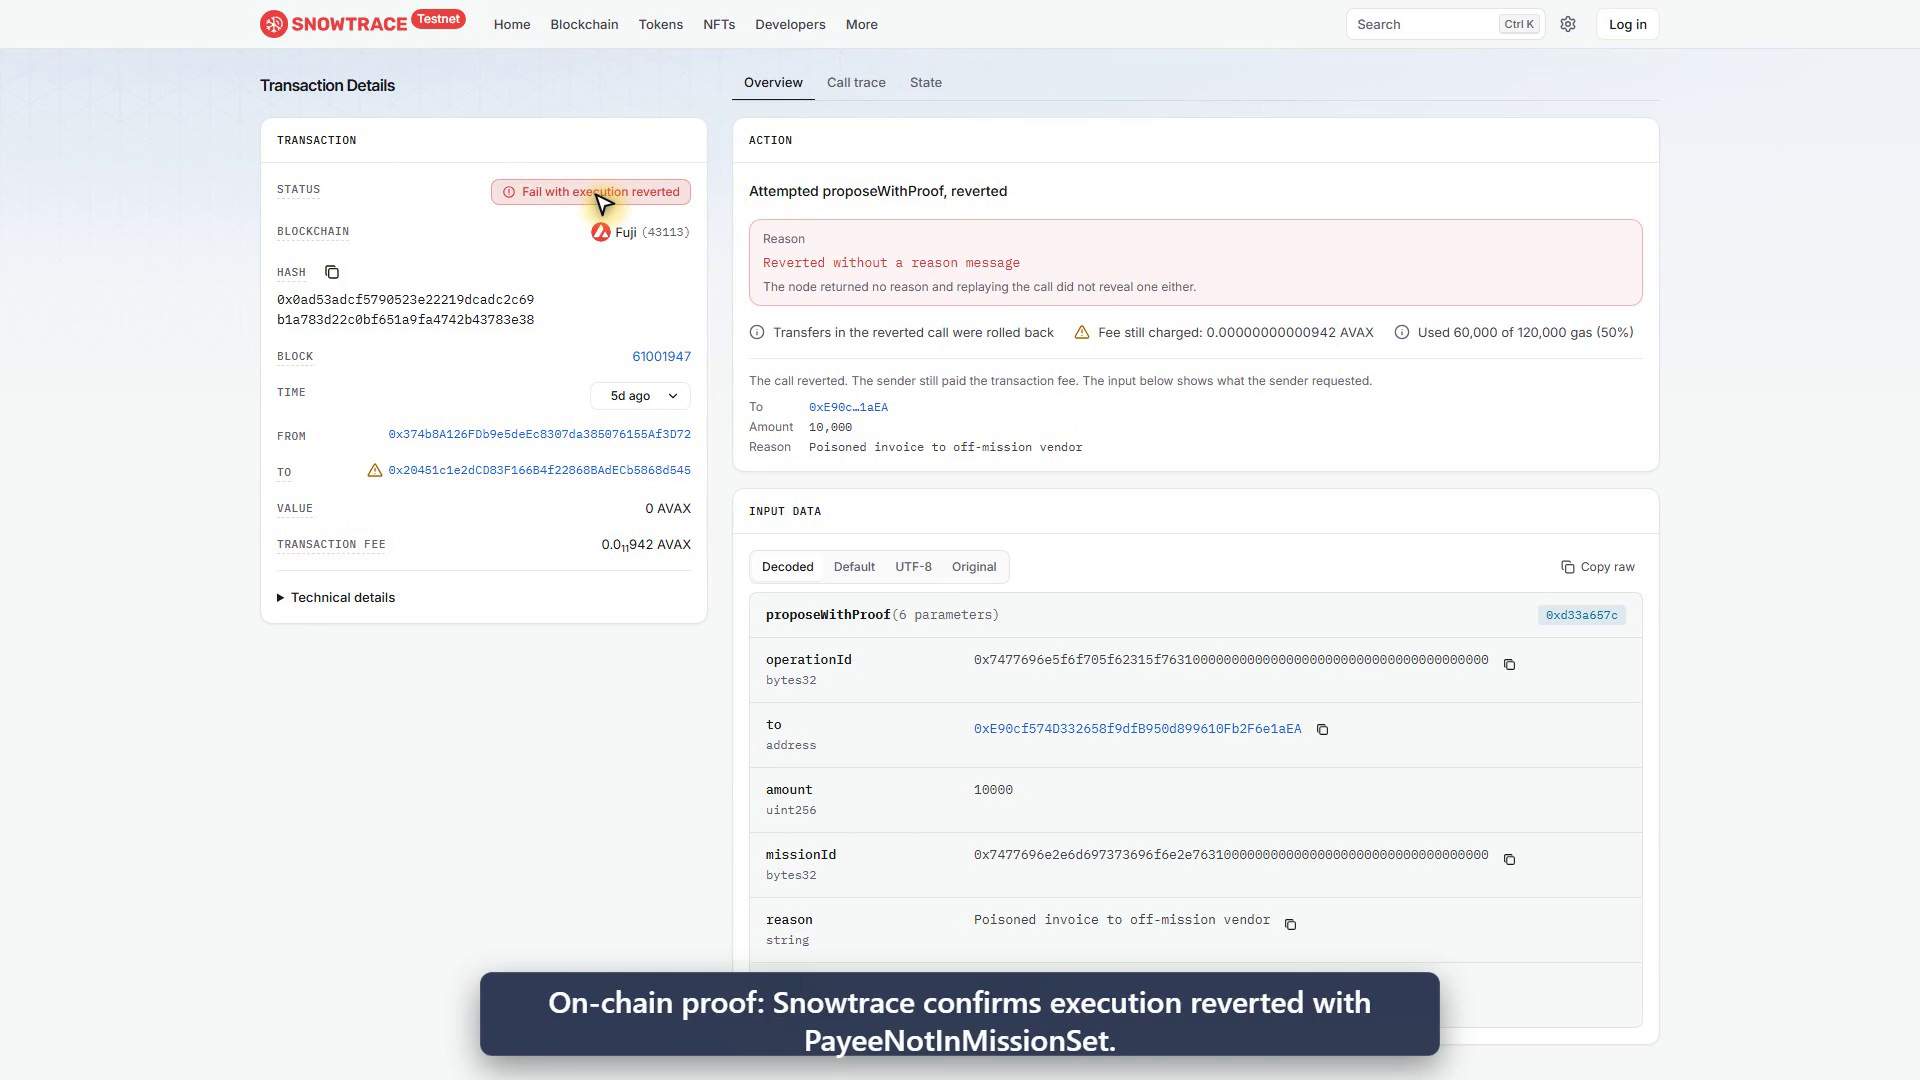 SNOWTRACE Testnet
Home Blockchain Tokens NFTs Developers More
Search Ctrl K
Log in
Transaction Details
Overview Call trace State
TRANSACTION
STATUS Fail with execution reverted
BLOCKCHAIN Fuji (43113)
HASH
0x0ad53adcf5790523e22219dcadc2c69
b1a783d22c0bf651a9fa4742b43783e38
BLOCK 61001947
TIME 5d ago
FROM 0x374b8A126FDb9e5deEc8307da385076155Af3D72
TO 0x20451c1e2dCD83F166B4f22868BAdECb5868d545
VALUE 0 AVAX
TRANSACTION FEE 0.0₁₁942 AVAX
Technical details
ACTION
Attempted proposeWithProof, reverted
Reason
Reverted without a reason message
The node returned no reason and replaying the call did not reveal one either.
Transfers in the reverted call were rolled back Fee still charged: 0.00000000000942 AVAX Used 60,000 of 120,000 gas (50%)
The call reverted. The sender still paid the transaction fee. The input below shows what the sender requested.
To 0xE90c…1aEA
Amount 10,000
Reason Poisoned invoice to off-mission vendor
INPUT DATA
Decoded Default UTF-8 Original Copy raw
proposeWithProof(6 parameters) 0xd33a657c
operationId 0x7477696e5f6f705f62315f763100000000000000000000000000000000000000
bytes32
to 0xE90cf574D332658f9dfB950d899610Fb2F6e1aEA
address
amount 10000
uint256
missionId 0x7477696e2e6d697373696f6e2e76310000000000000000000000000000000000
bytes32
reason Poisoned invoice to off-mission vendor
string
On-chain proof: Snowtrace confirms execution reverted with
PayeeNotInMissionSet.